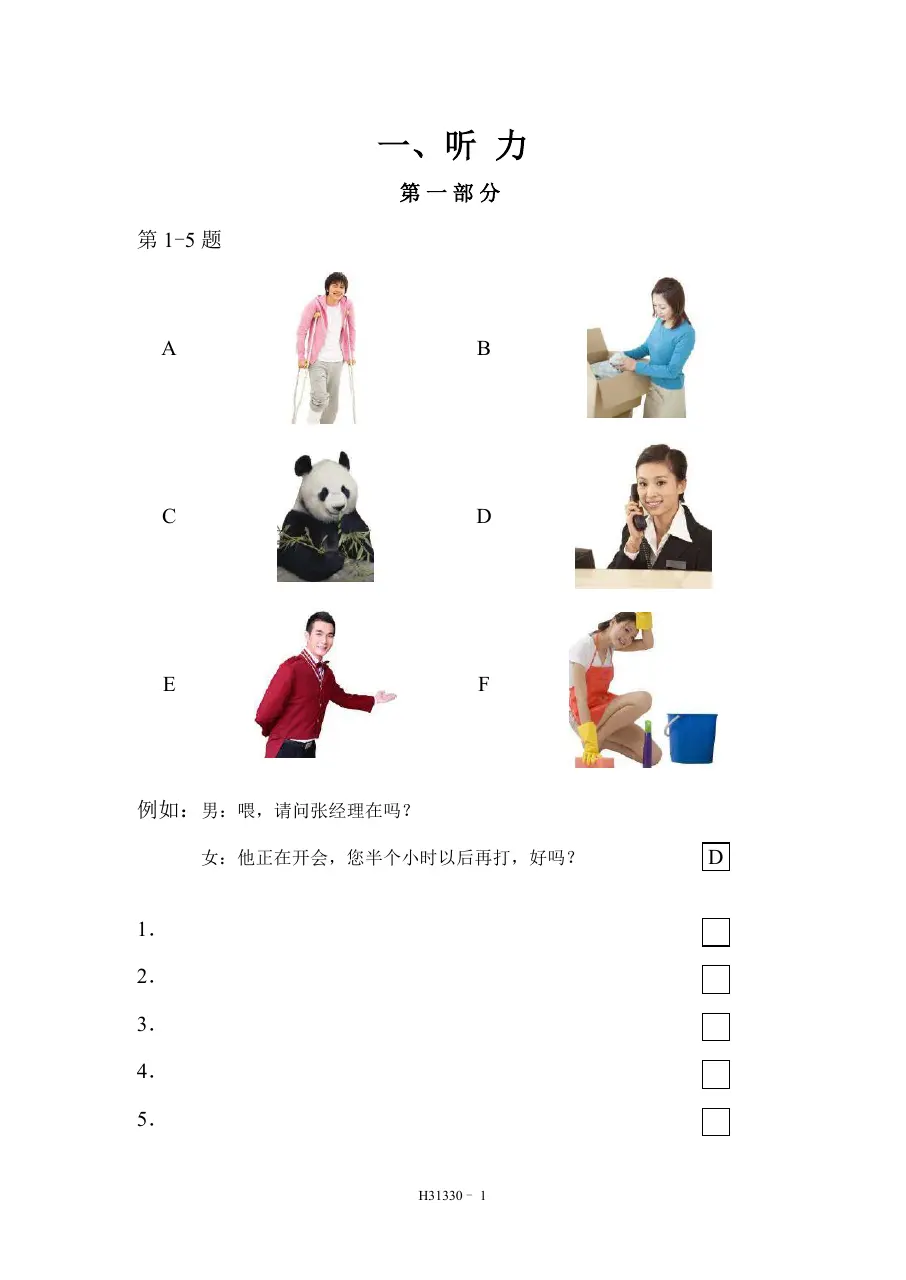 一、听 力
第 一 部 分
第 1-5 题
A
B
C
D
E
F
例如：男：喂，请问张经理在吗？
女：他正在开会，您半个小时以后再打，好吗？ D
1．
2．
3．
4．
5．
H31330﹣ 1